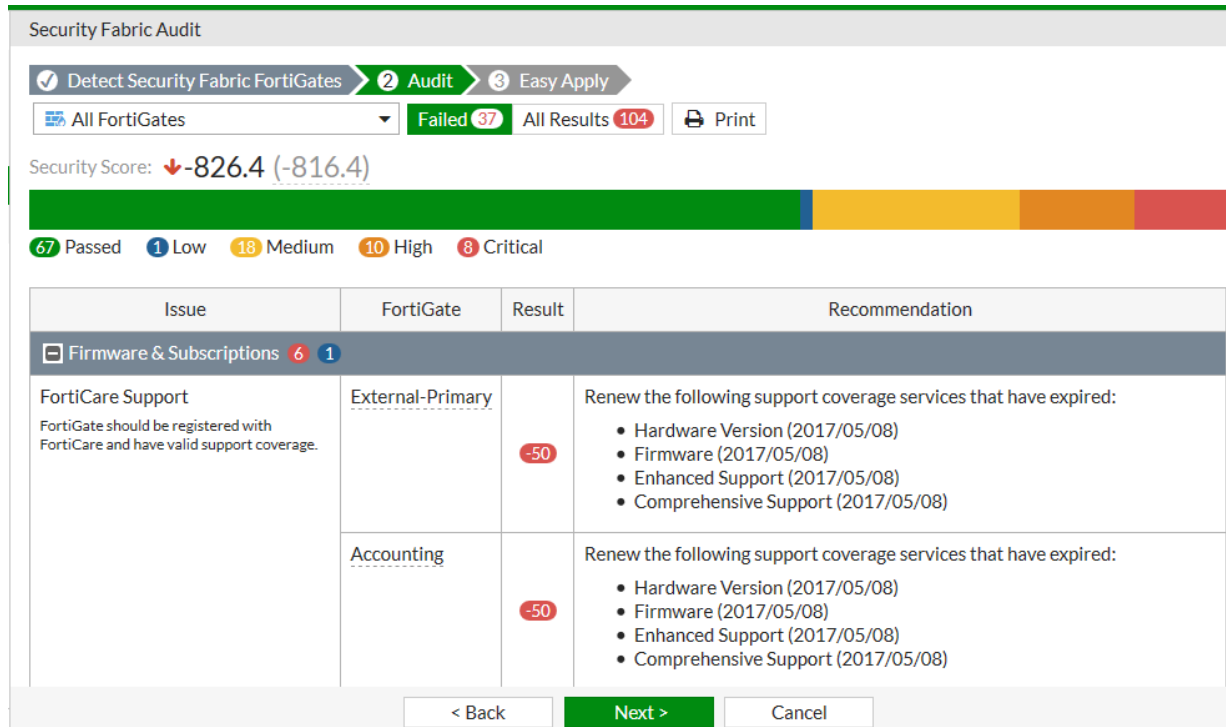 Security Fabric Audit
Detect Security Fabric FortiGates 2 Audit 3 Easy Apply
All FortiGates Failed 37 All Results 104 Print
Security Score: -826.4 (-816.4)
67 Passed 1 Low 18 Medium 10 High 8 Critical
Issue FortiGate Result Recommendation
Firmware & Subscriptions 6 1
FortiCare Support External-Primary Renew the following support coverage services that have expired:
FortiGate should be registered with
FortiCare and have valid support coverage.
-50
• Hardware Version (2017/05/08)
• Firmware (2017/05/08)
• Enhanced Support (2017/05/08)
• Comprehensive Support (2017/05/08)
Accounting Renew the following support coverage services that have expired:
-50
• Hardware Version (2017/05/08)
• Firmware (2017/05/08)
• Enhanced Support (2017/05/08)
• Comprehensive Support (2017/05/08)
< Back Next > Cancel